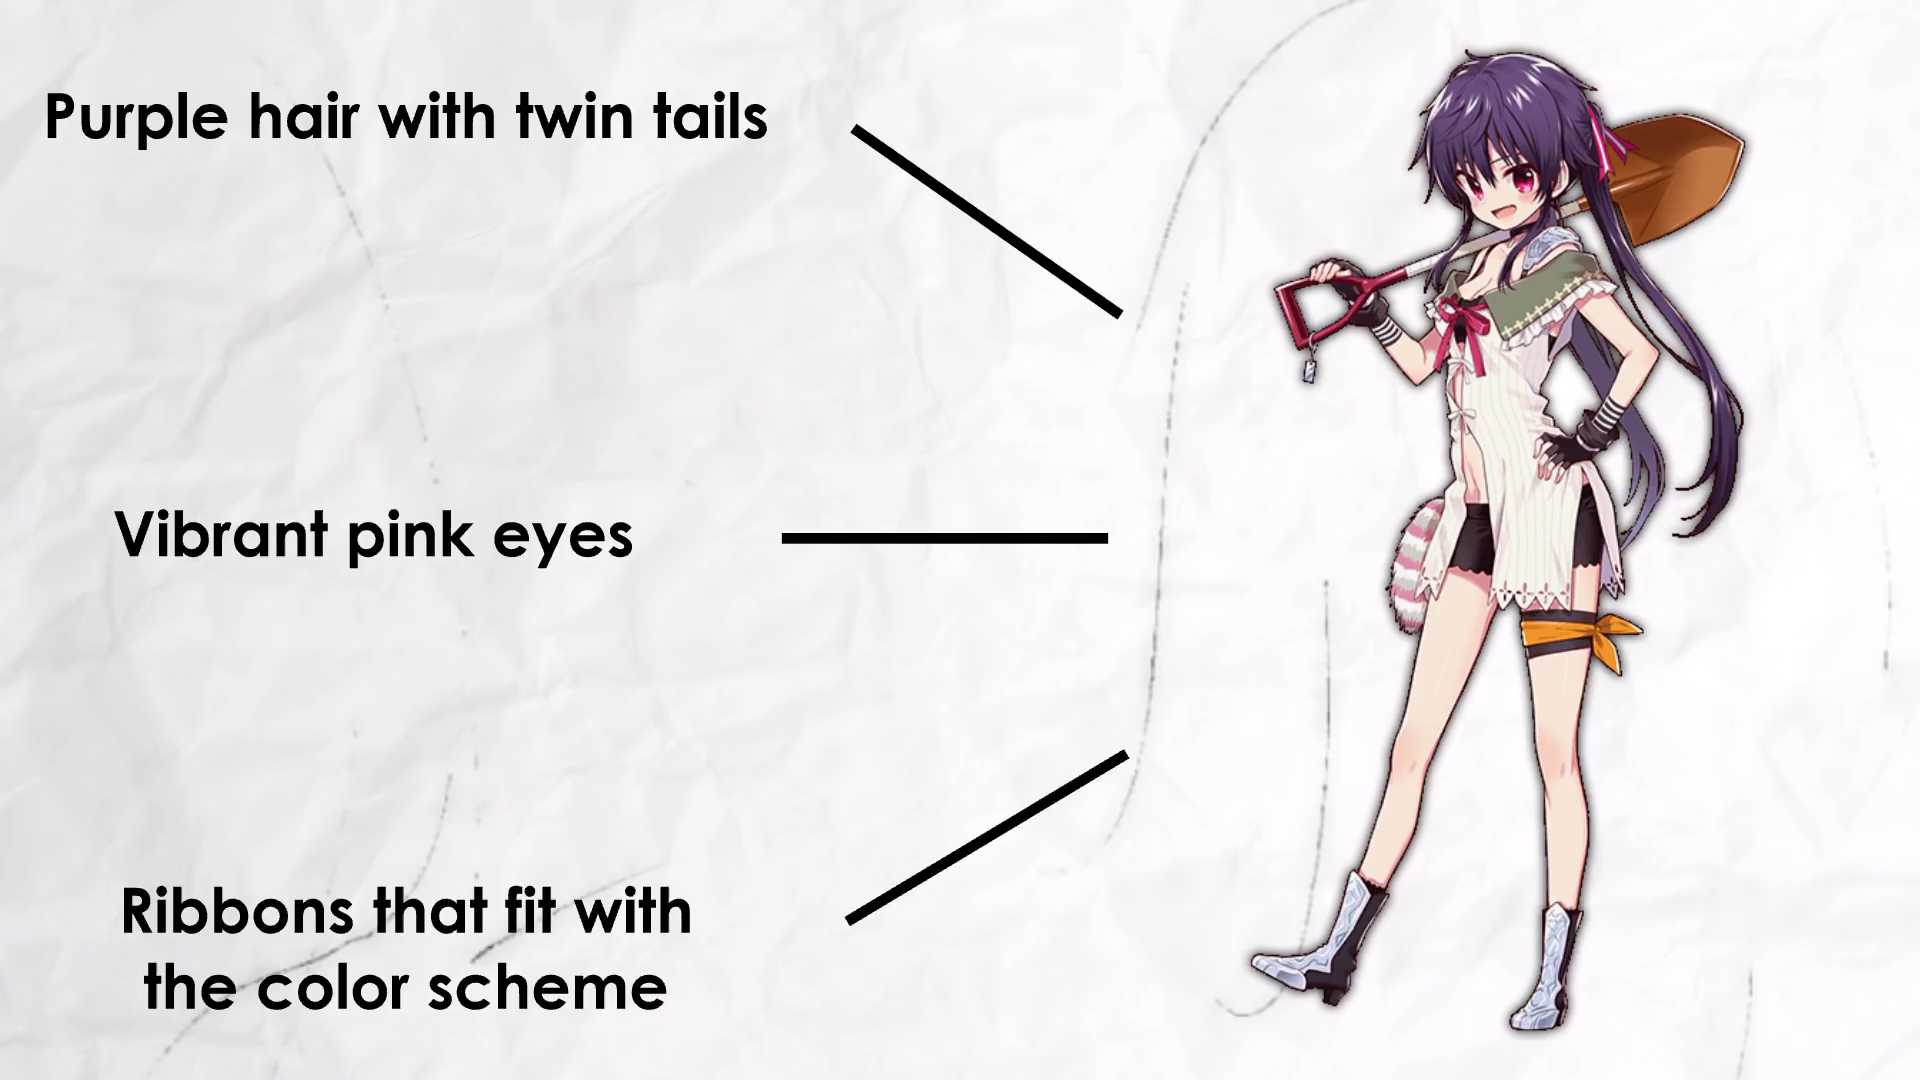 Purple hair with twin tails
Vibrant pink eyes
Ribbons that fit with
the color scheme